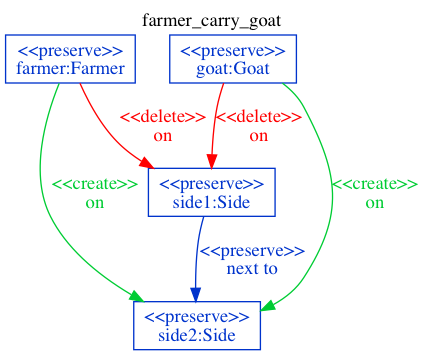 farmer_carry_goat
<<preserve>>
farmer:Farmer
<<preserve>>
goat:Goat
<<delete>>
on
<<delete>>
on
<<create>>
on
<<preserve>>
side1:Side
<<create>>
on
<<preserve>>
next to
<<preserve>>
side2:Side